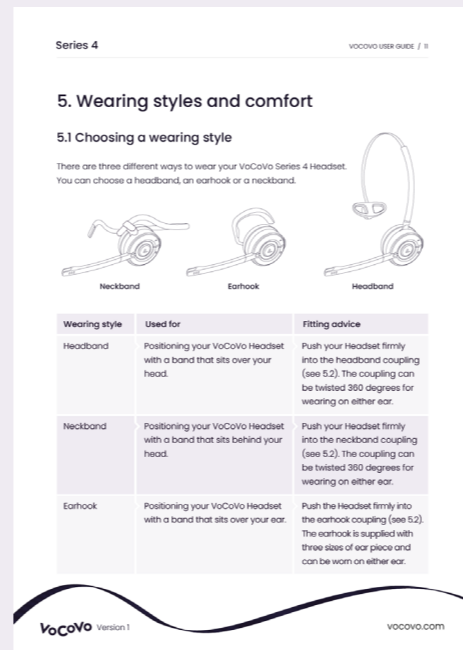 Series 4
VOCOVO USER GUIDE / 11
5. Wearing styles and comfort
5.1 Choosing a wearing style
There are three different ways to wear your VoCoVo Series 4 Headset.
You can choose a headband, an earhook or a neckband.
Neckband
Earhook
Headband
Wearing style
Used for
Fitting advice
Headband
Positioning your VoCoVo Headset
with a band that sits over your
head.
Push your Headset firmly
into the headband coupling
(see 5.2). The coupling can
be twisted 360 degrees for
wearing on either ear.
Neckband
Positioning your VoCoVo Headset
with a band that sits behind your
head.
Push your Headset firmly
into the neckband coupling
(see 5.2). The coupling can
be twisted 360 degrees for
wearing on either ear.
Earhook
Positioning your VoCoVo Headset
with a band that sits over your ear.
Push the Headset firmly into
the earhook coupling (see 5.2).
The earhook is supplied with
three sizes of ear piece and
can be worn on either ear.
VoCoVo Version 1
vocovo.com